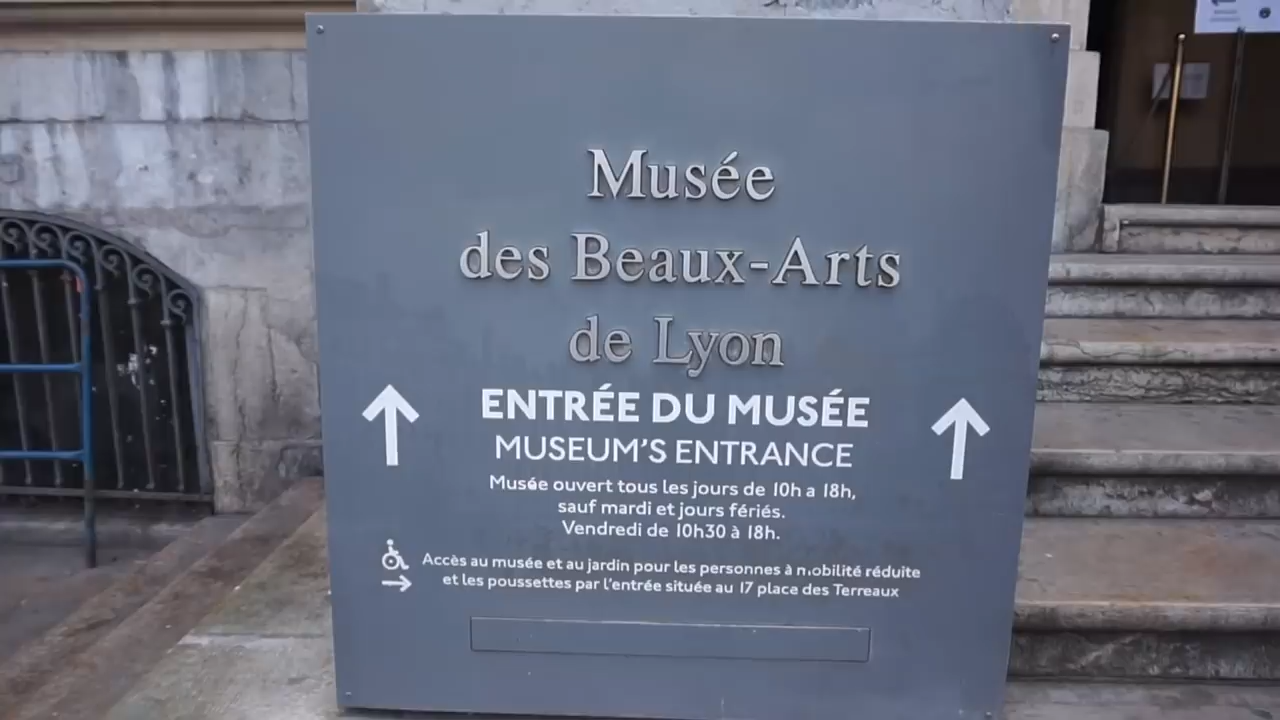 Musée
des Beaux-Arts
de Lyon
ENTRÉE DU MUSÉE
MUSEUM'S ENTRANCE
Musée ouvert tous les jours de 10h a 18h,
sauf mardi et jours fériés.
Vendredi de 10h30 à 18h.
Accès au musée et au jardin pour les personnes à mobilité réduite
et les poussettes par l'entrée située au 17 place des Terreaux